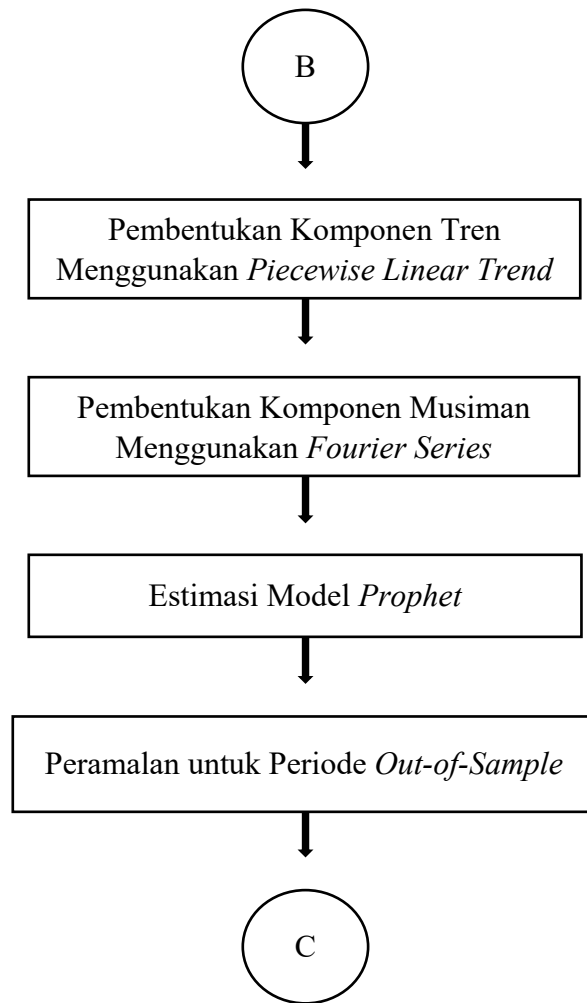 B
Pembentukan Komponen Tren
Menggunakan Piecewise Linear Trend
Pembentukan Komponen Musiman
Menggunakan Fourier Series
Estimasi Model Prophet
Peramalan untuk Periode Out-of-Sample
C